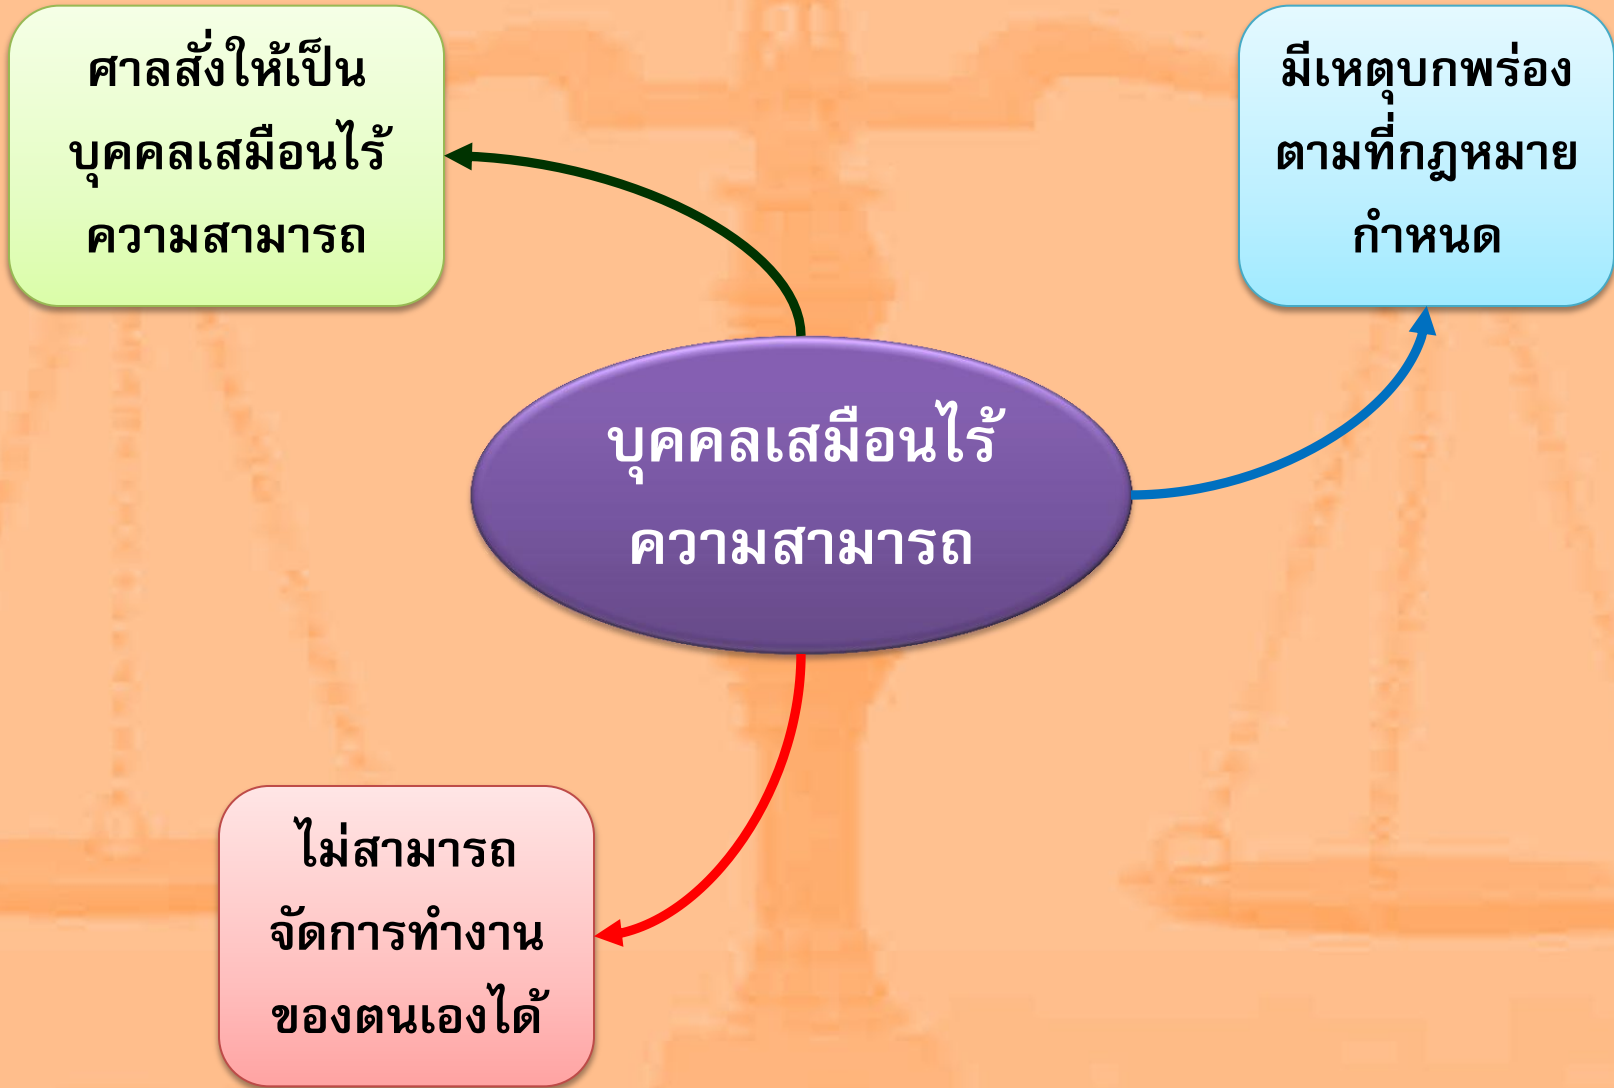 ศาลสั่งให้เป็น
บุคคลเสมือนไร้
ความสามารถ
มีเหตุบกพร่อง
ตามที่กฎหมาย
กำหนด
บุคคลเสมือนไร้
ความสามารถ
ไม่สามารถ
จัดการทำงาน
ของตนเองได้